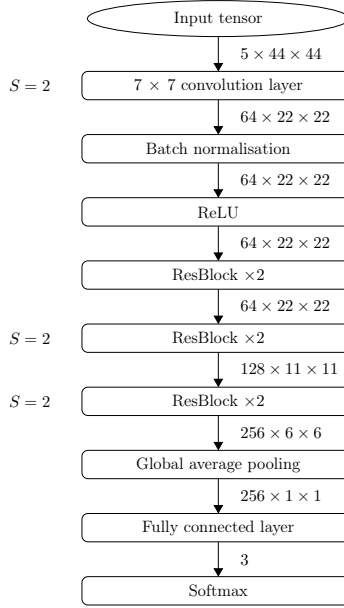 Input tensor
5 × 44 × 44
S = 2
7 × 7 convolution layer
64 × 22 × 22
Batch normalisation
64 × 22 × 22
ReLU
64 × 22 × 22
ResBlock ×2
64 × 22 × 22
S = 2
ResBlock ×2
128 × 11 × 11
S = 2
ResBlock ×2
256 × 6 × 6
Global average pooling
256 × 1 × 1
Fully connected layer
3
Softmax